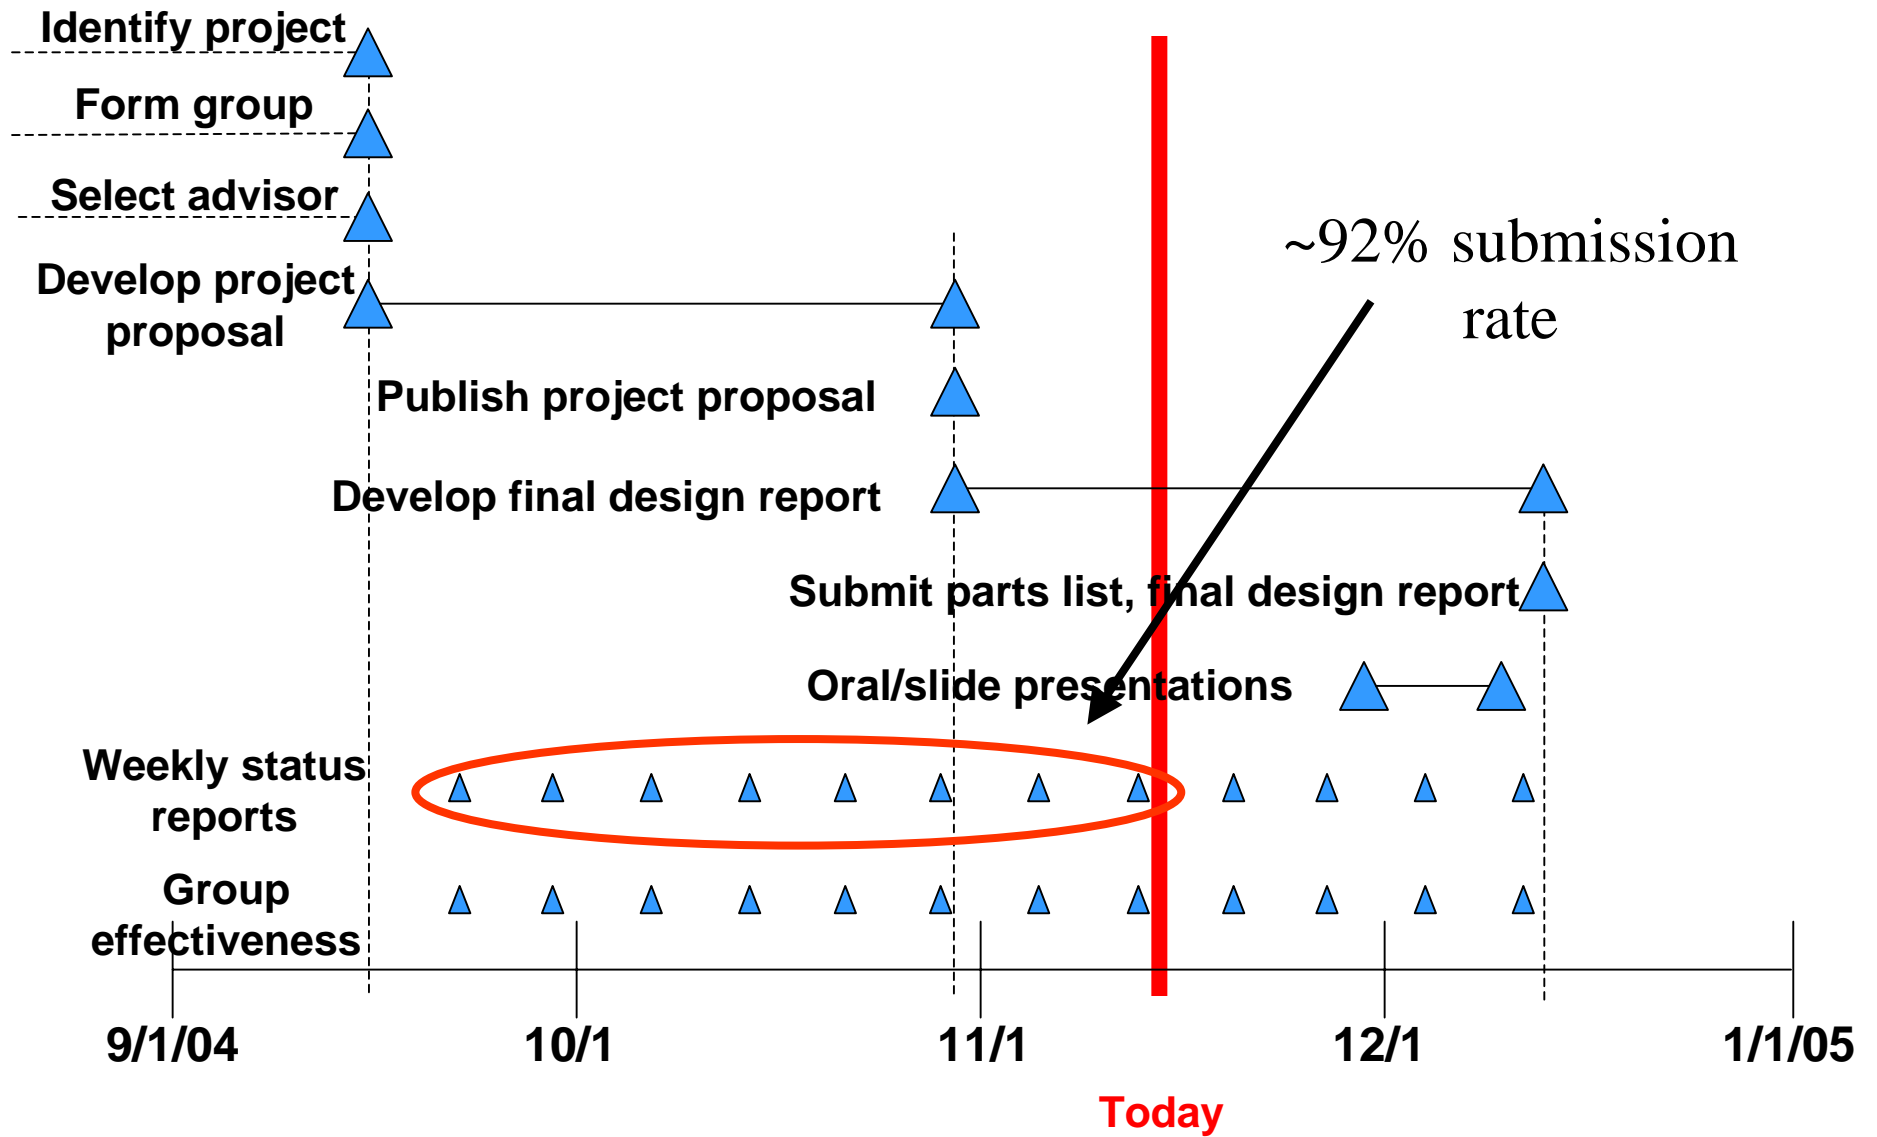 Identify project
Form group
Select advisor
~92% submission
rate
Develop project
proposal
Publish project proposal
Develop final design report
Submit parts list, final design report
Oral/slide presentations
Weekly status
reports
Group
effectiveness
9/1/04
10/1
11/1
12/1
1/1/05
Today